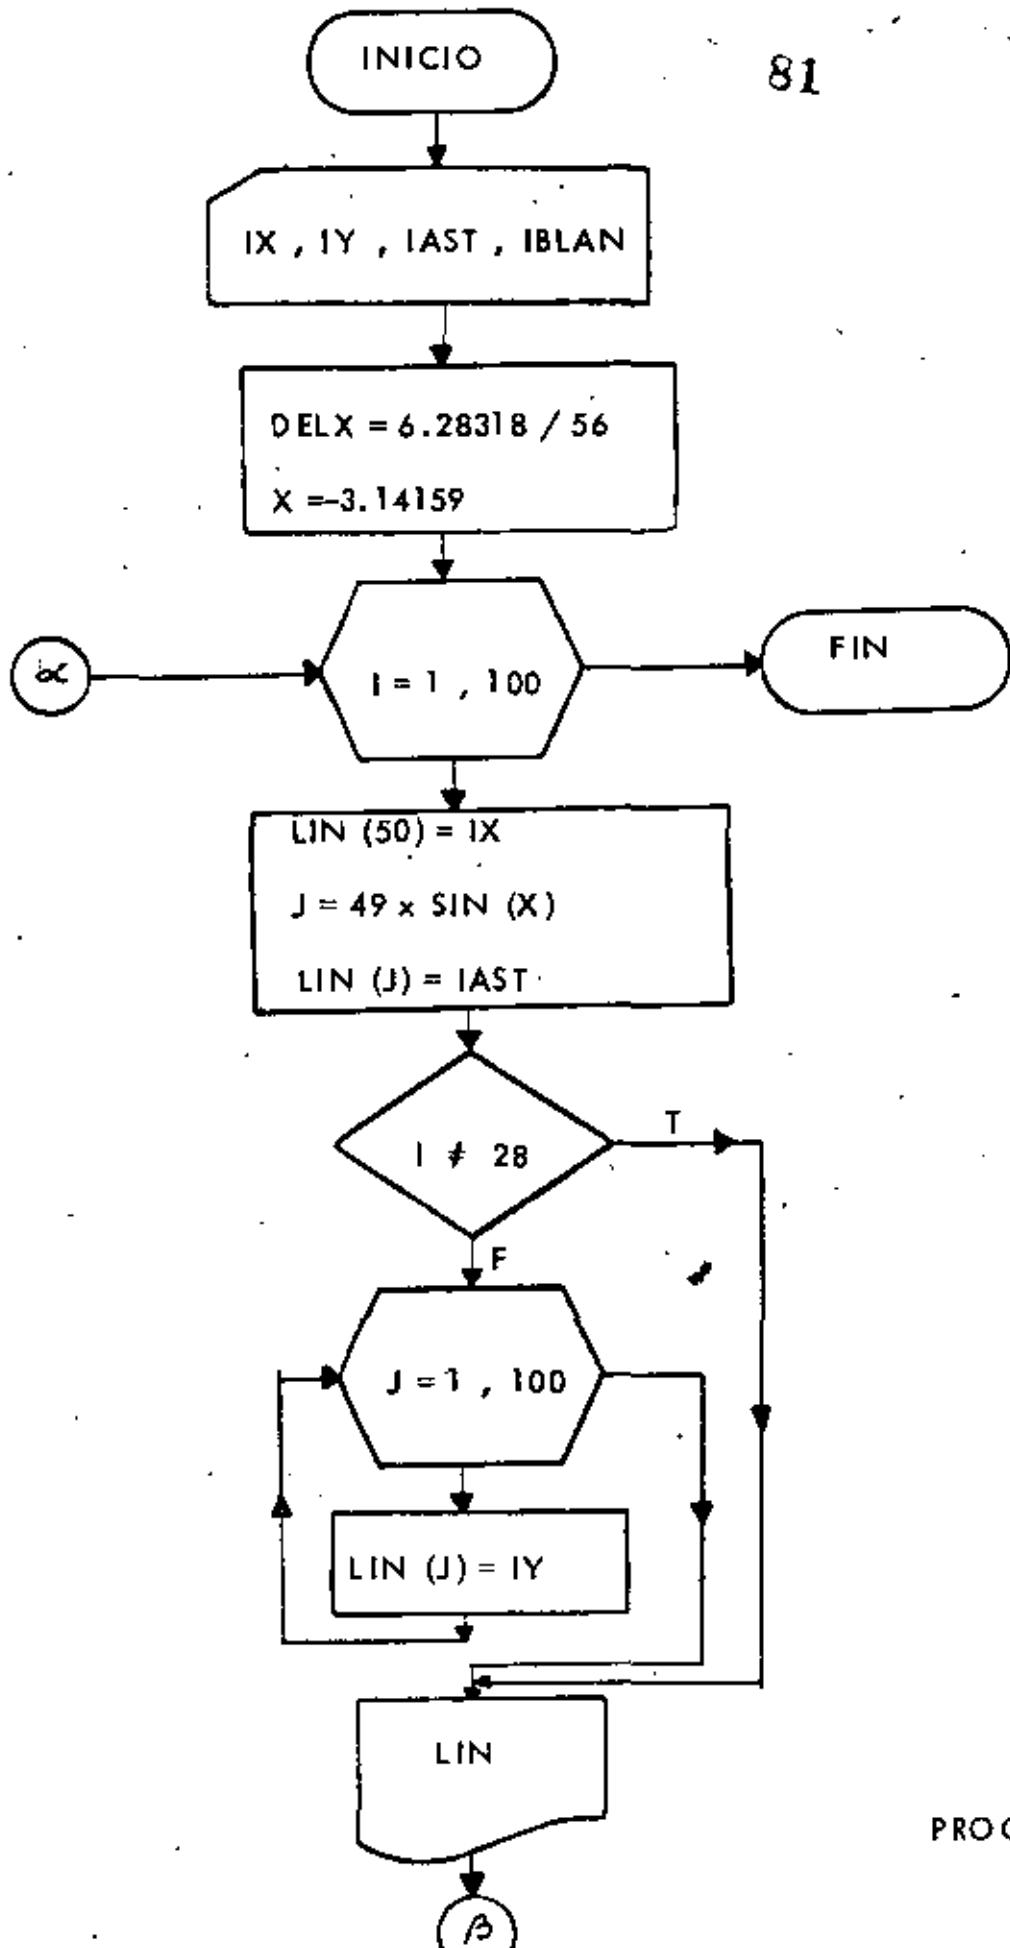 INICIO
81
IX , IY , IAST , IBLAN
DELX = 6.28318 / 56
X =-3.14159
∝
I = 1 , 100
FIN
LIN (50) = IX
J = 49 x SIN (X)
LIN (J) = IAST
I ≠ 28
T
F
J = 1 , 100
LIN (J) = IY
LIN
PROG
β